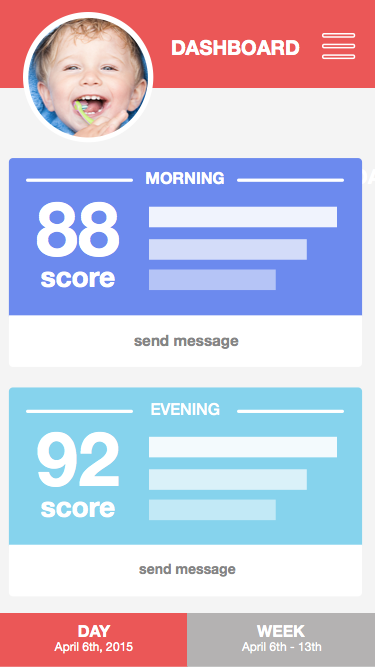 DASHBOARD
MORNING
88
score
send message
EVENING
92
score
send message
DAY
April 6th, 2015
WEEK
April 6th - 13th